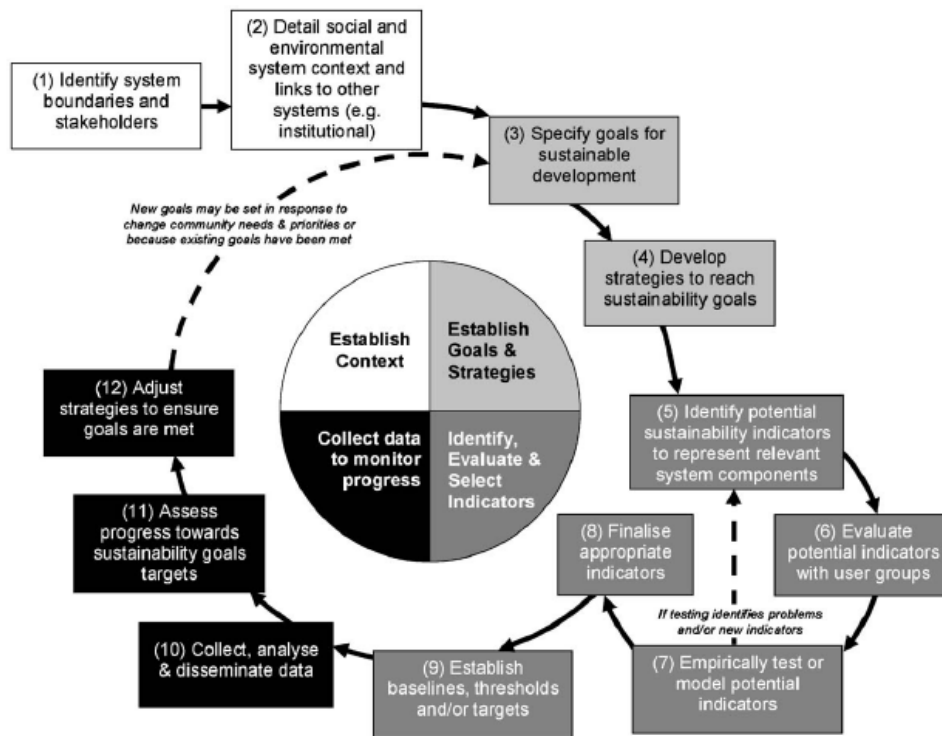 (1) Identify system
boundaries and
stakeholders
(2) Detail social and
environmental
system context and
links to other
systems (e.g.
institutional)
(3) Specify goals for
sustainable
development
(4) Develop
strategies to reach
sustainability goals
(5) Identify potential
sustainability indicators
to represent relevant
system components
(6) Evaluate
potential indicators
with user groups
(7) Empirically test or
model potential
indicators
If testing identifies problems
and/or new indicators
(8) Finalise
appropriate
indicators
(9) Establish
baselines, thresholds
and/or targets
(10) Collect, analyse
& disseminate data
(11) Assess
progress towards
sustainability goals
targets
(12) Adjust
strategies to ensure
goals are met
New goals may be set in response to
change community needs & priorities or
because existing goals have been met
Establish
Context
Establish
Goals &
Strategies
Collect data
to monitor
progress
Identify,
Evaluate &
Select
Indicators